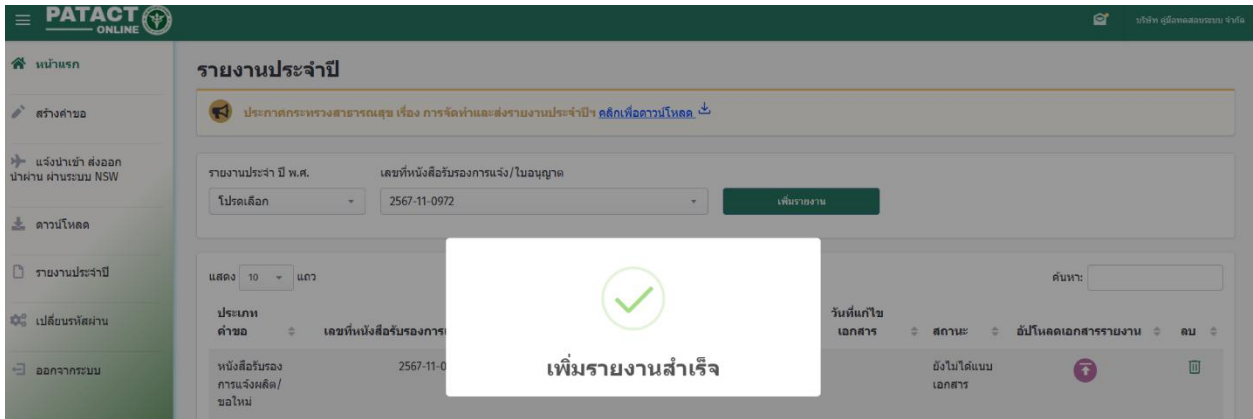 PATACT
ONLINE
บริษัท คู่มือทดสอบระบบ จำกัด
หน้าแรก
สร้างคำขอ
แจ้งนำเข้า ส่งออก
นำผ่าน ผ่านระบบ NSW
ดาวน์โหลด
รายงานประจำปี
เปลี่ยนรหัสผ่าน
ออกจากระบบ
รายงานประจำปี
ประกาศกระทรวงสาธารณสุข เรื่อง การจัดทำและส่งรายงานประจำปีฯ คลิกเพื่อดาวน์โหลด
รายงานประจำ ปี พ.ศ. เลขที่หนังสือรับรองการแจ้ง/ใบอนุญาต
โปรดเลือก 2567-11-0972 เพิ่มรายงาน
แสดง 10 แถว ค้นหา:
ประเภท
คำขอ เลขที่หนังสือรับรองการ วันที่แก้ไข
เอกสาร สถานะ อัปโหลดเอกสารรายงาน ลบ
หนังสือรับรอง
การแจ้งผลิต/
ขอใหม่ 2567-11-0 ยังไม่ได้แนบ
เอกสาร
เพิ่มรายงานสำเร็จ